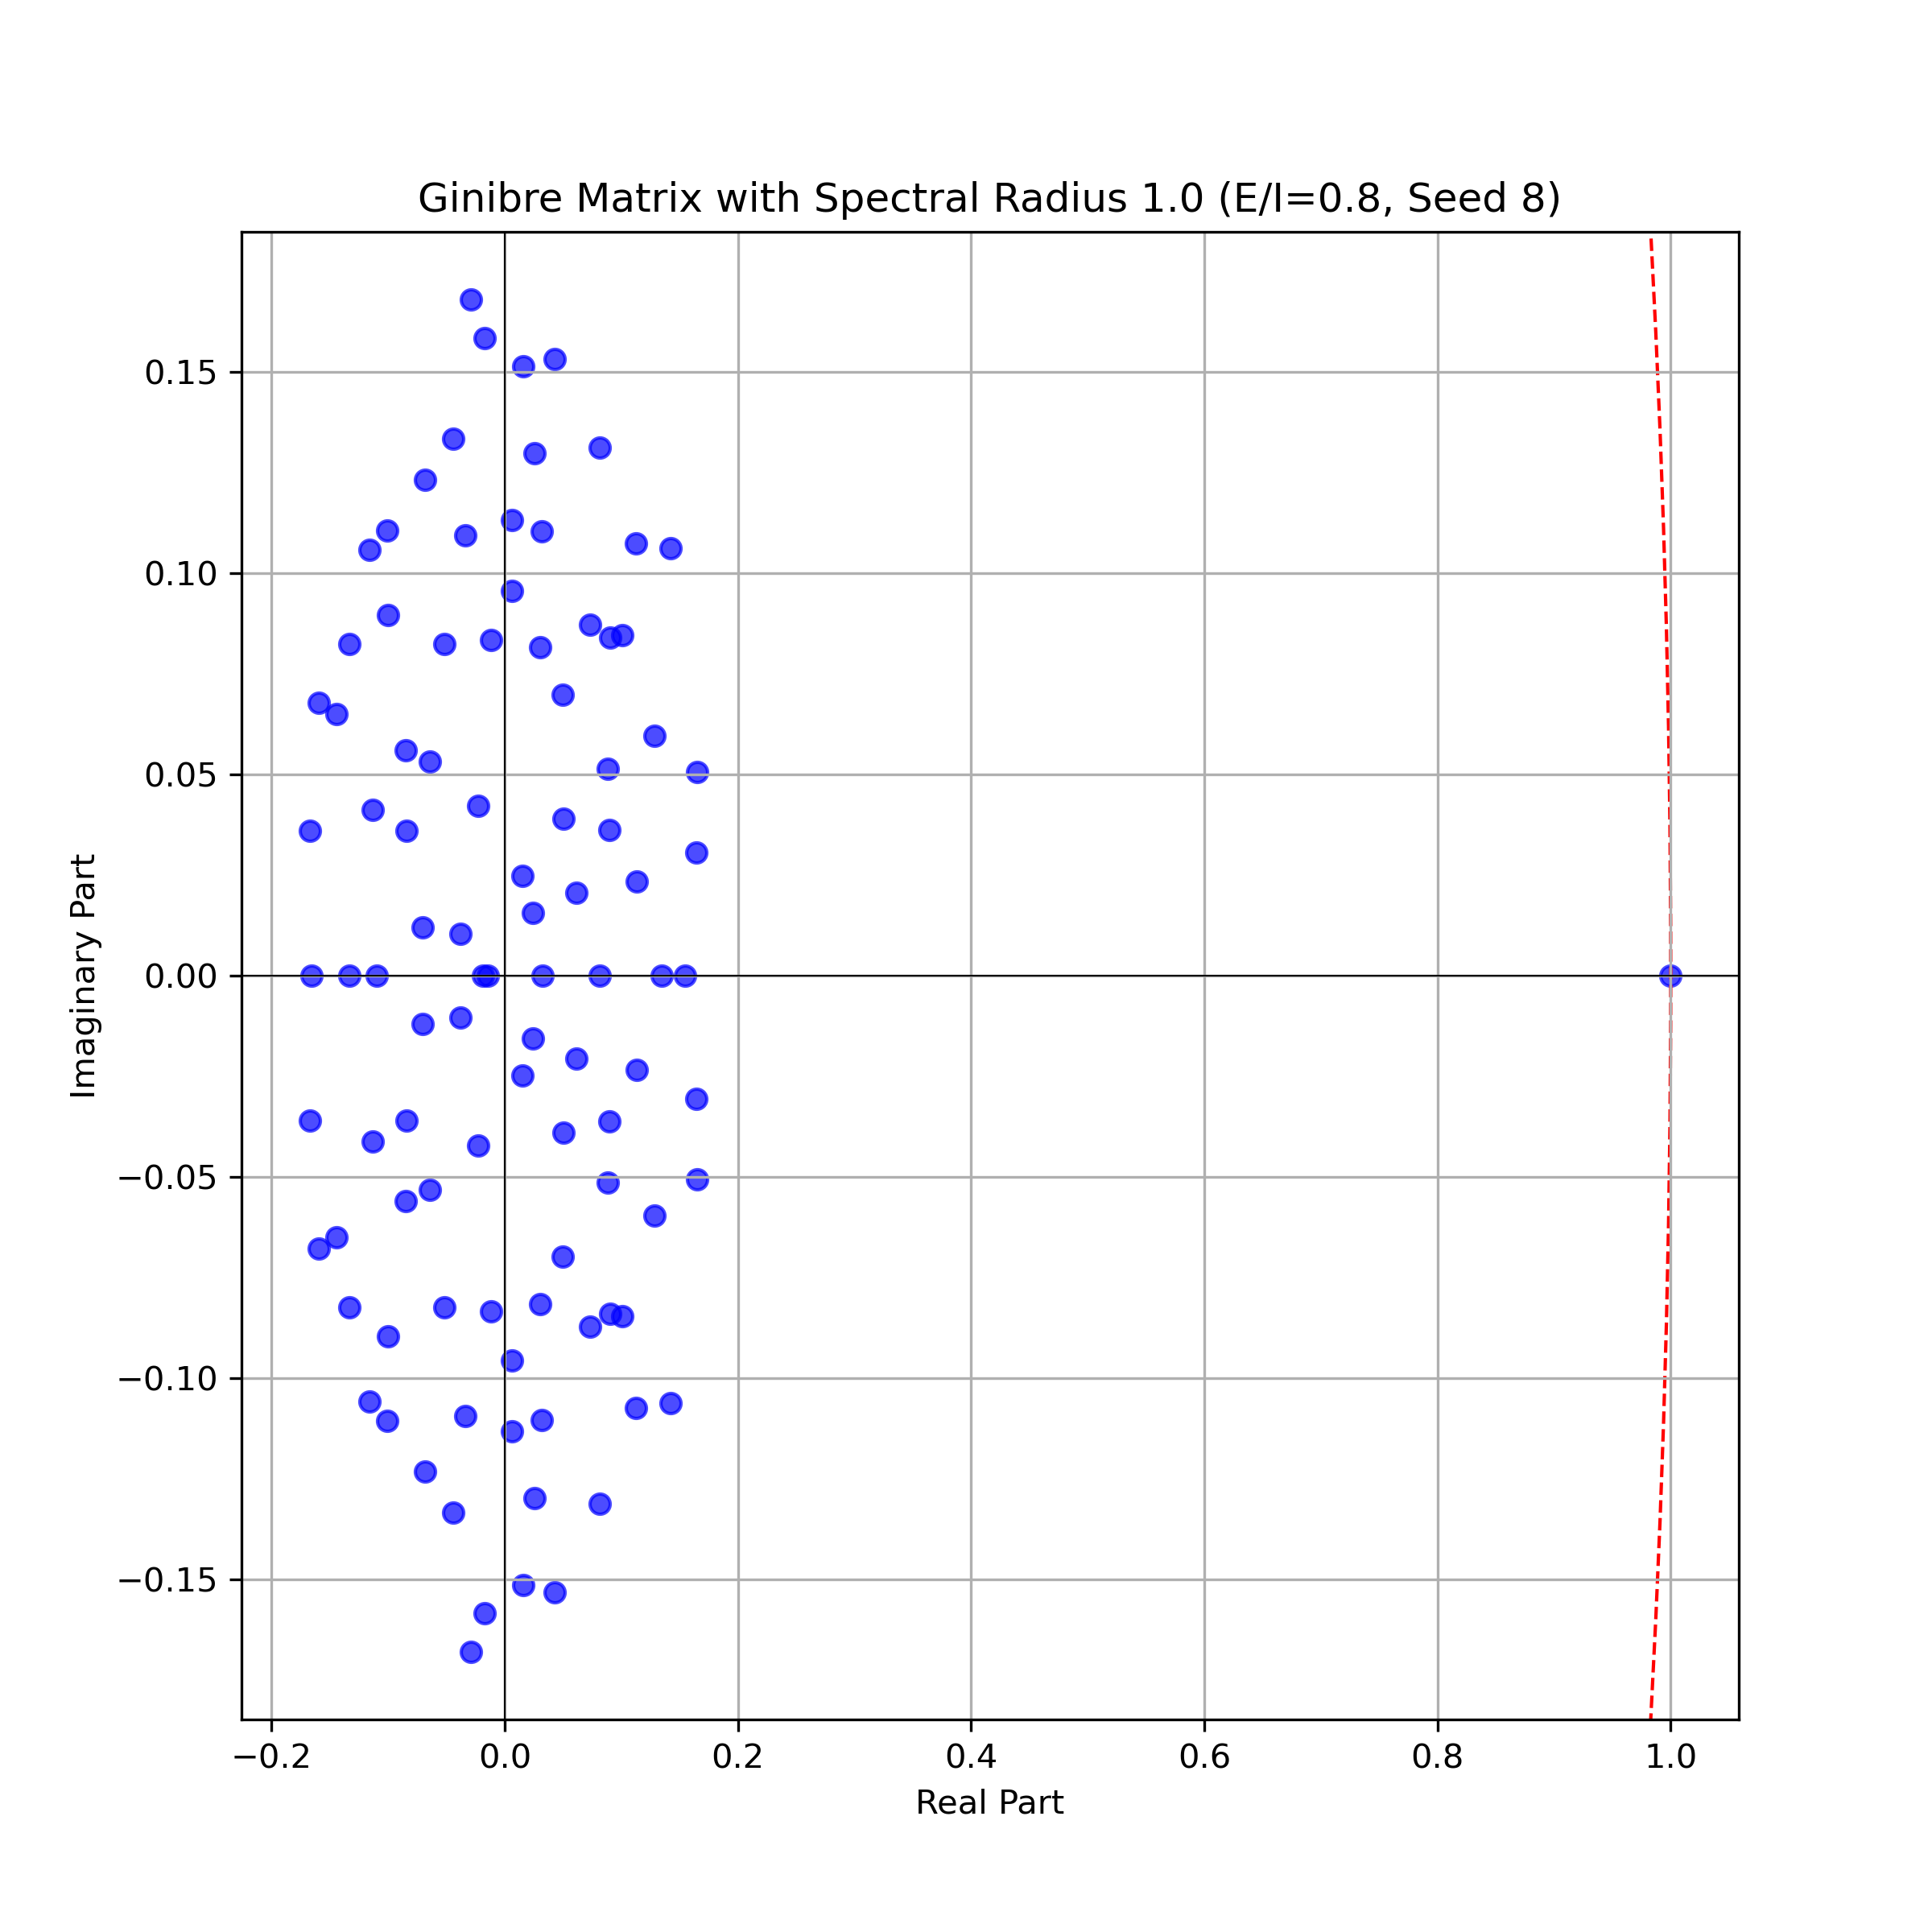 Ginibre Matrix with Spectral Radius 1.0 (E/I=0.8, Seed 8)
Imaginary Part
0.15
0.10
0.05
0.00
−0.05
−0.10
−0.15
−0.2 0.0 0.2 0.4 0.6 0.8 1.0
Real Part